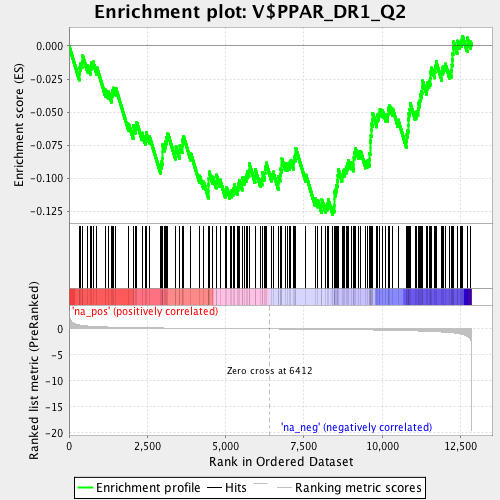 Enrichment plot: V$PPAR_DR1_Q2
Enrichment score (ES)
0.000
-0.025
-0.050
-0.075
-0.100
-0.125
'na_pos' (positively correlated)
Ranked list metric (PreRanked)
0
-5
-10
-15
-20
Zero cross at 6412
'na_neg' (negatively correlated)
0
2,500
5,000
7,500
10,000
12,500
Rank in Ordered Dataset
Enrichment profile
Hits
Ranking metric scores